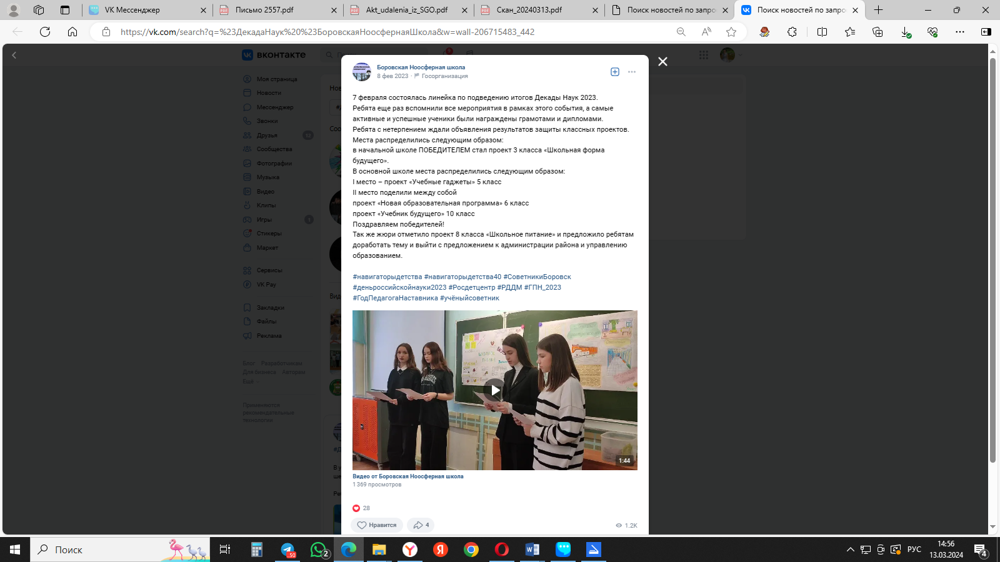 VK Мессенджер
Письмо 2557.pdf
Akt_udalenia_iz_SGO.pdf
Скан_20240313.pdf
Поиск новостей по запро
Поиск новостей по запро
https://vk.com/search?q=%23ДекадаНаук%20%23БоровскаяНоосфернаяШкола&w=wall-206715483_442
вконтакте
9
Моя страница
Новости
Мессенджер
Звонки
Друзья 12
Сообщества
Фотографии
Музыка
Видео
Клипы
Игры 1
Стикеры
Маркет
Сервисы
VK Pay
Закладки
Файлы
Реклама
Блог Разработчикам
Для бизнеса Авторам
Ещё
Применяются
рекомендательные
технологии
Боровская Ноосферная школа
8 фев 2023 · Госорганизация
7 февраля состоялась линейка по подведению итогов Декады Наук 2023.
Ребята еще раз вспомнили все мероприятия в рамках этого события, а самые
активные и успешные ученики были награждены грамотами и дипломами.
Ребята с нетерпением ждали объявления результатов защиты классных проектов.
Места распределились следующим образом:
в начальной школе ПОБЕДИТЕЛЕМ стал проект 3 класса «Школьная форма
будущего».
В основной школе места распределились следующим образом:
I место – проект «Учебные гаджеты» 5 класс
II место поделили между собой
проект «Новая образовательная программа» 6 класс
проект «Учебник будущего» 10 класс
Поздравляем победителей!
Так же жюри отметило проект 8 класса «Школьное питание» и предложило ребятам
доработать тему и выйти с предложением к администрации района и управлению
образованием.
#навигаторыдетства #навигаторыдетства40 #СоветникиБоровск
#деньроссийскойнауки2023 #Росдетцентр #РДДМ #ГПН_2023
#ГодПедагогаНаставника #учёныйсоветник
1:44
Видео от Боровская Ноосферная школа
1 369 просмотров
28
Нравится
4
1.2K
Поиск
50
2
РУС
14:56
13.03.2024
4